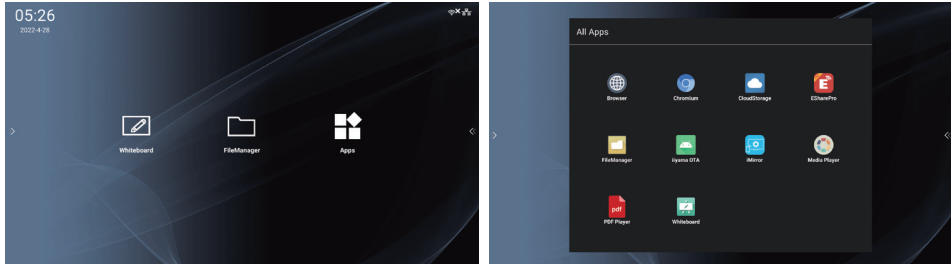 05:26
2022-4-28
Whiteboard
FileManager
Apps
All Apps
Browser
Chromium
CloudStorage
E
ESharePro
FileManager
iiyama OTA
iMirror
Media Player
pdf
PDF Player
Whiteboard